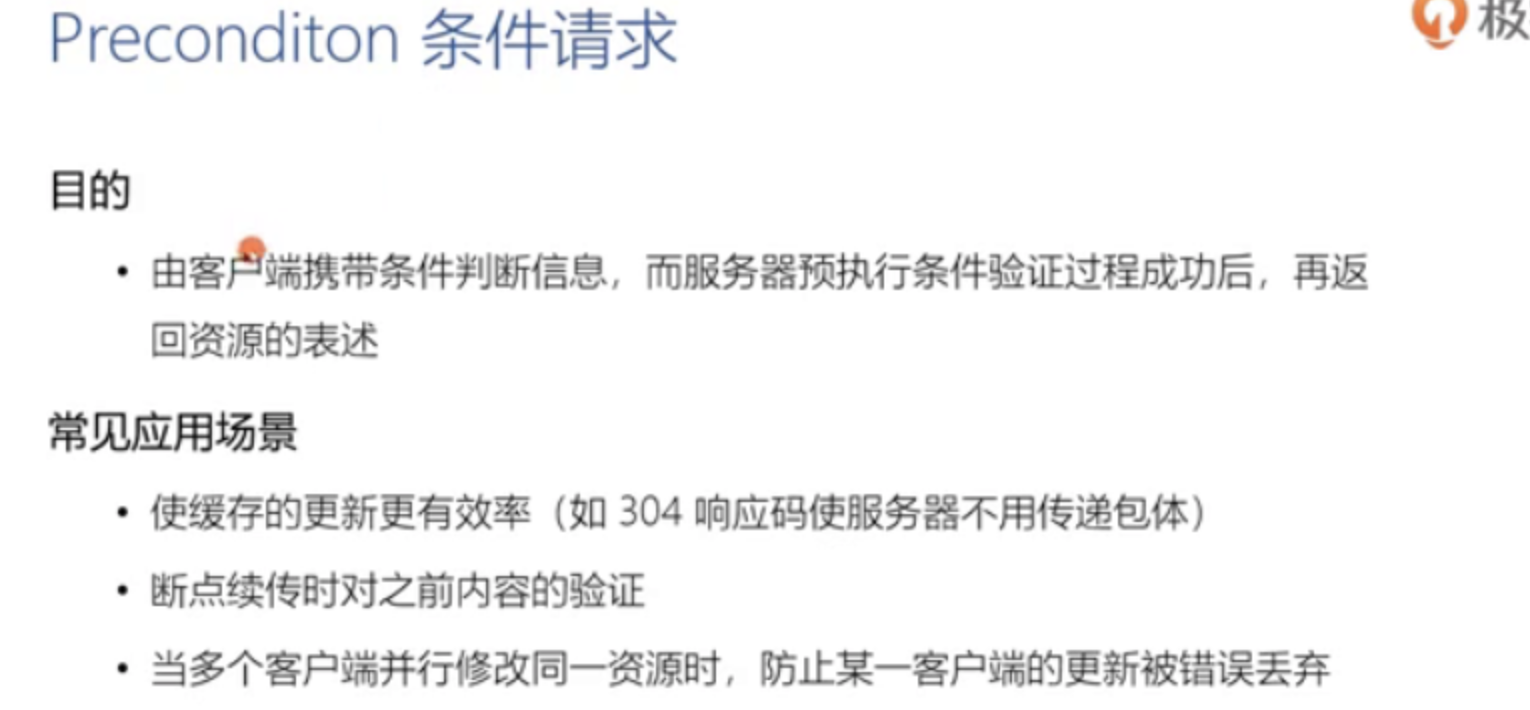 Preconditon 条件请求
极
目的
• 由客户端携带条件判断信息，而服务器预执行条件验证过程成功后，再返
回资源的表述
常见应用场景
• 使缓存的更新更有效率（如 304 响应码使服务器不用传递包体）
• 断点续传时对之前内容的验证
• 当多个客户端并行修改同一资源时，防止某一客户端的更新被错误丢弃